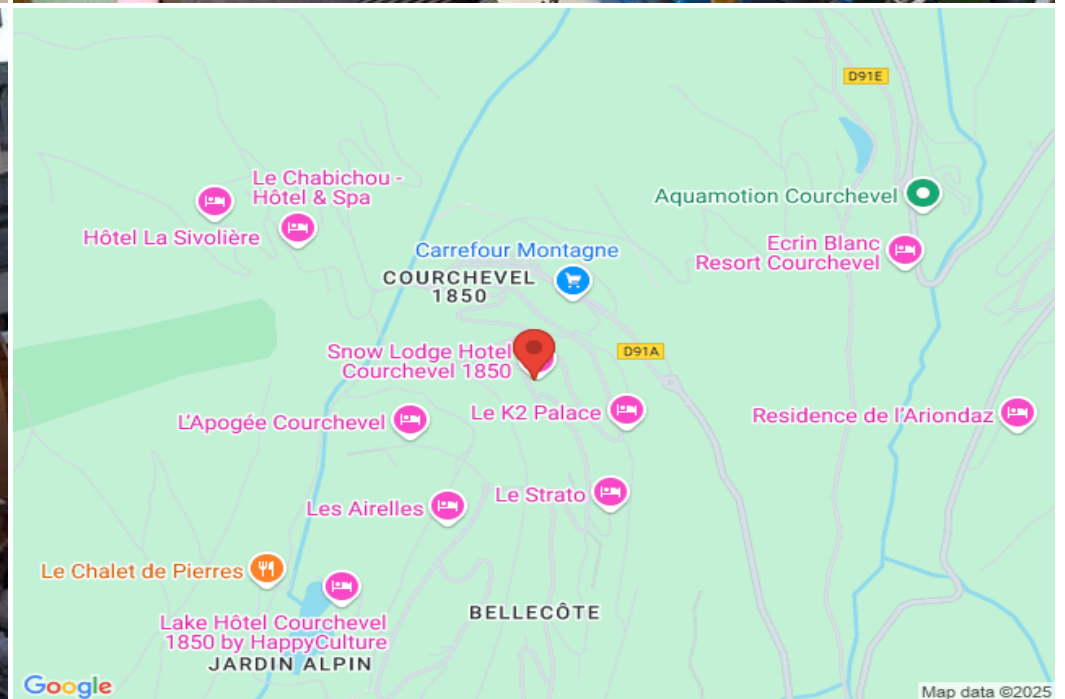 D91E
Le Chabichou -
Hôtel & Spa
Aquamotion Courchevel
Hôtel La Sivolière
Ecrin Blanc
Resort Courchevel
Carrefour Montagne
COURCHEVEL
1850
Snow Lodge Hotel
Courchevel 1850
D91A
L'Apogée Courchevel
Le K2 Palace
Residence de l'Ariondaz
Les Airelles
Le Strato
Le Chalet de Pierres
BELLECÔTE
Lake Hôtel Courchevel
1850 by HappyCulture
JARDIN ALPIN
Google
Map data ©2025